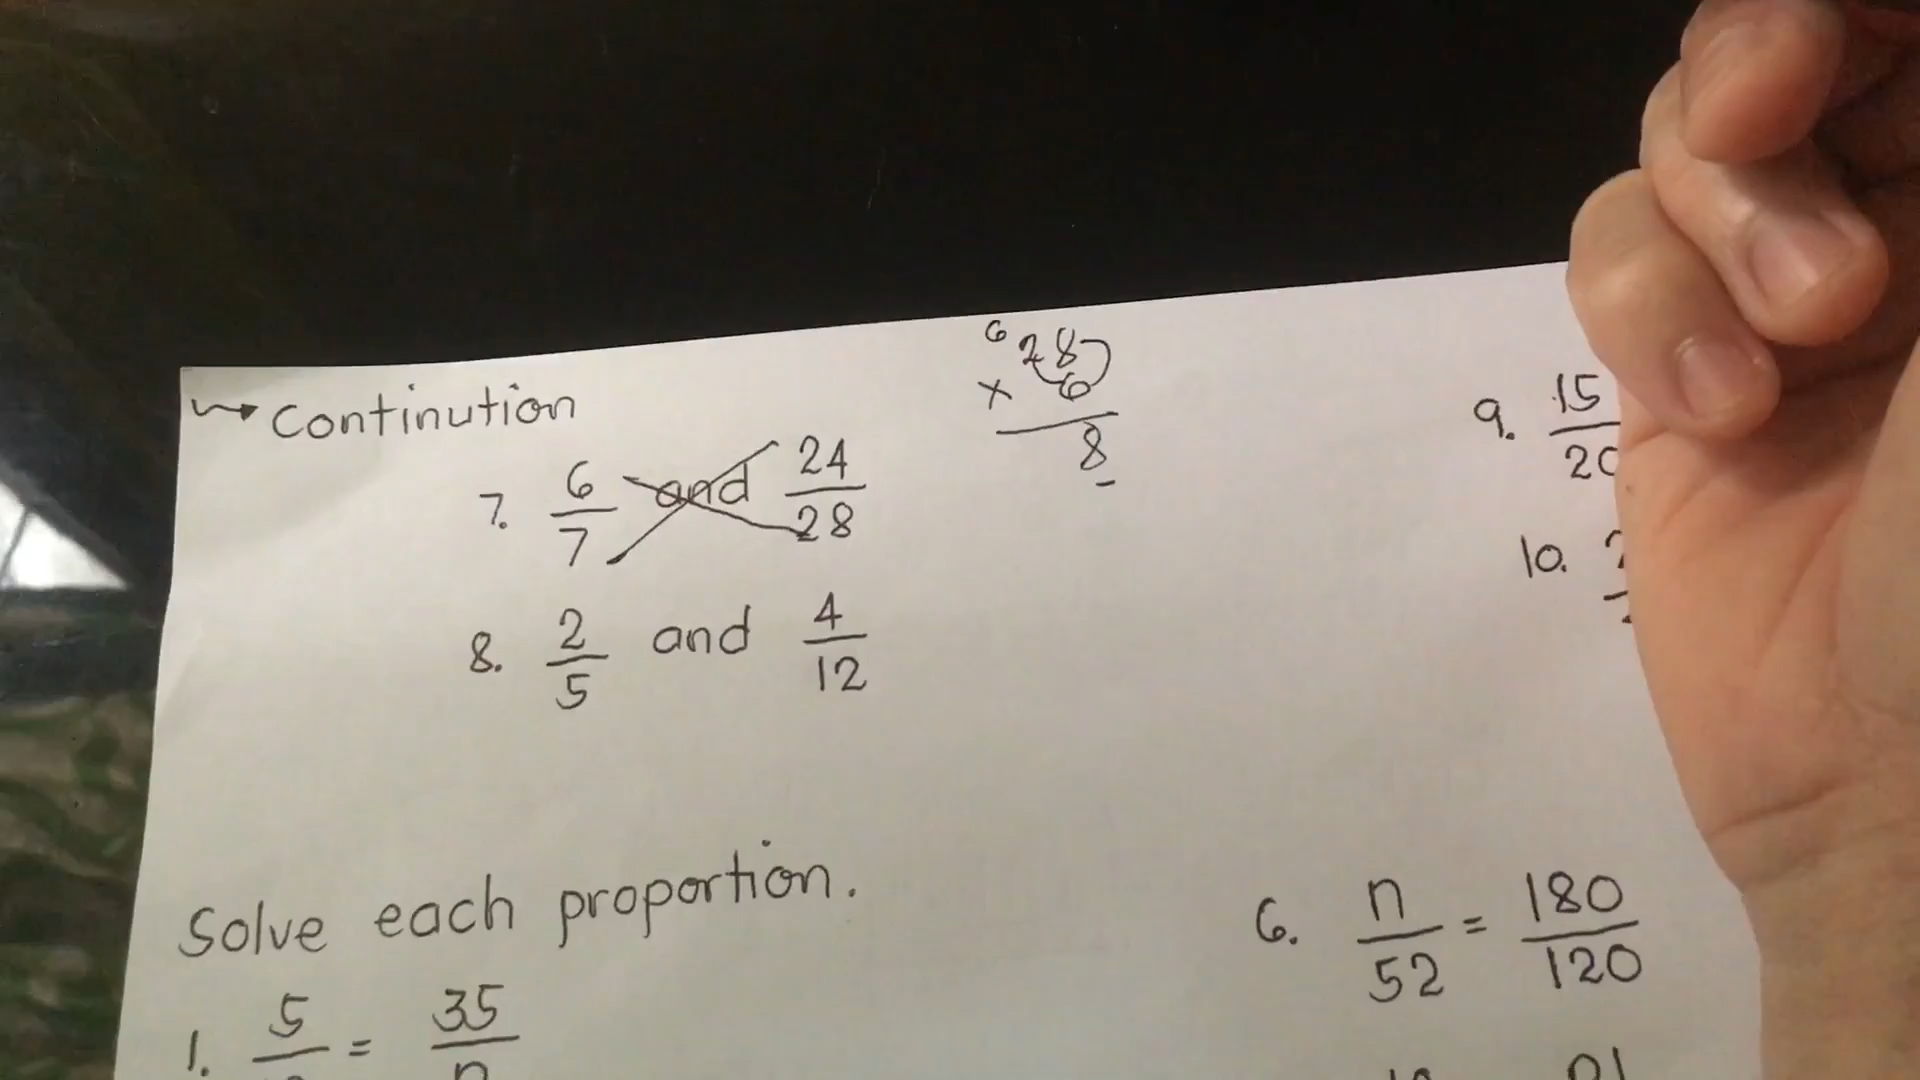 → Continution
7. 6/7 and 24/28
8. 2/5 and 4/12
6 28
× 6
8
9. 15/20
10.
Solve each proportion.
1. 5/ = 35/n
6. n/52 = 180/120